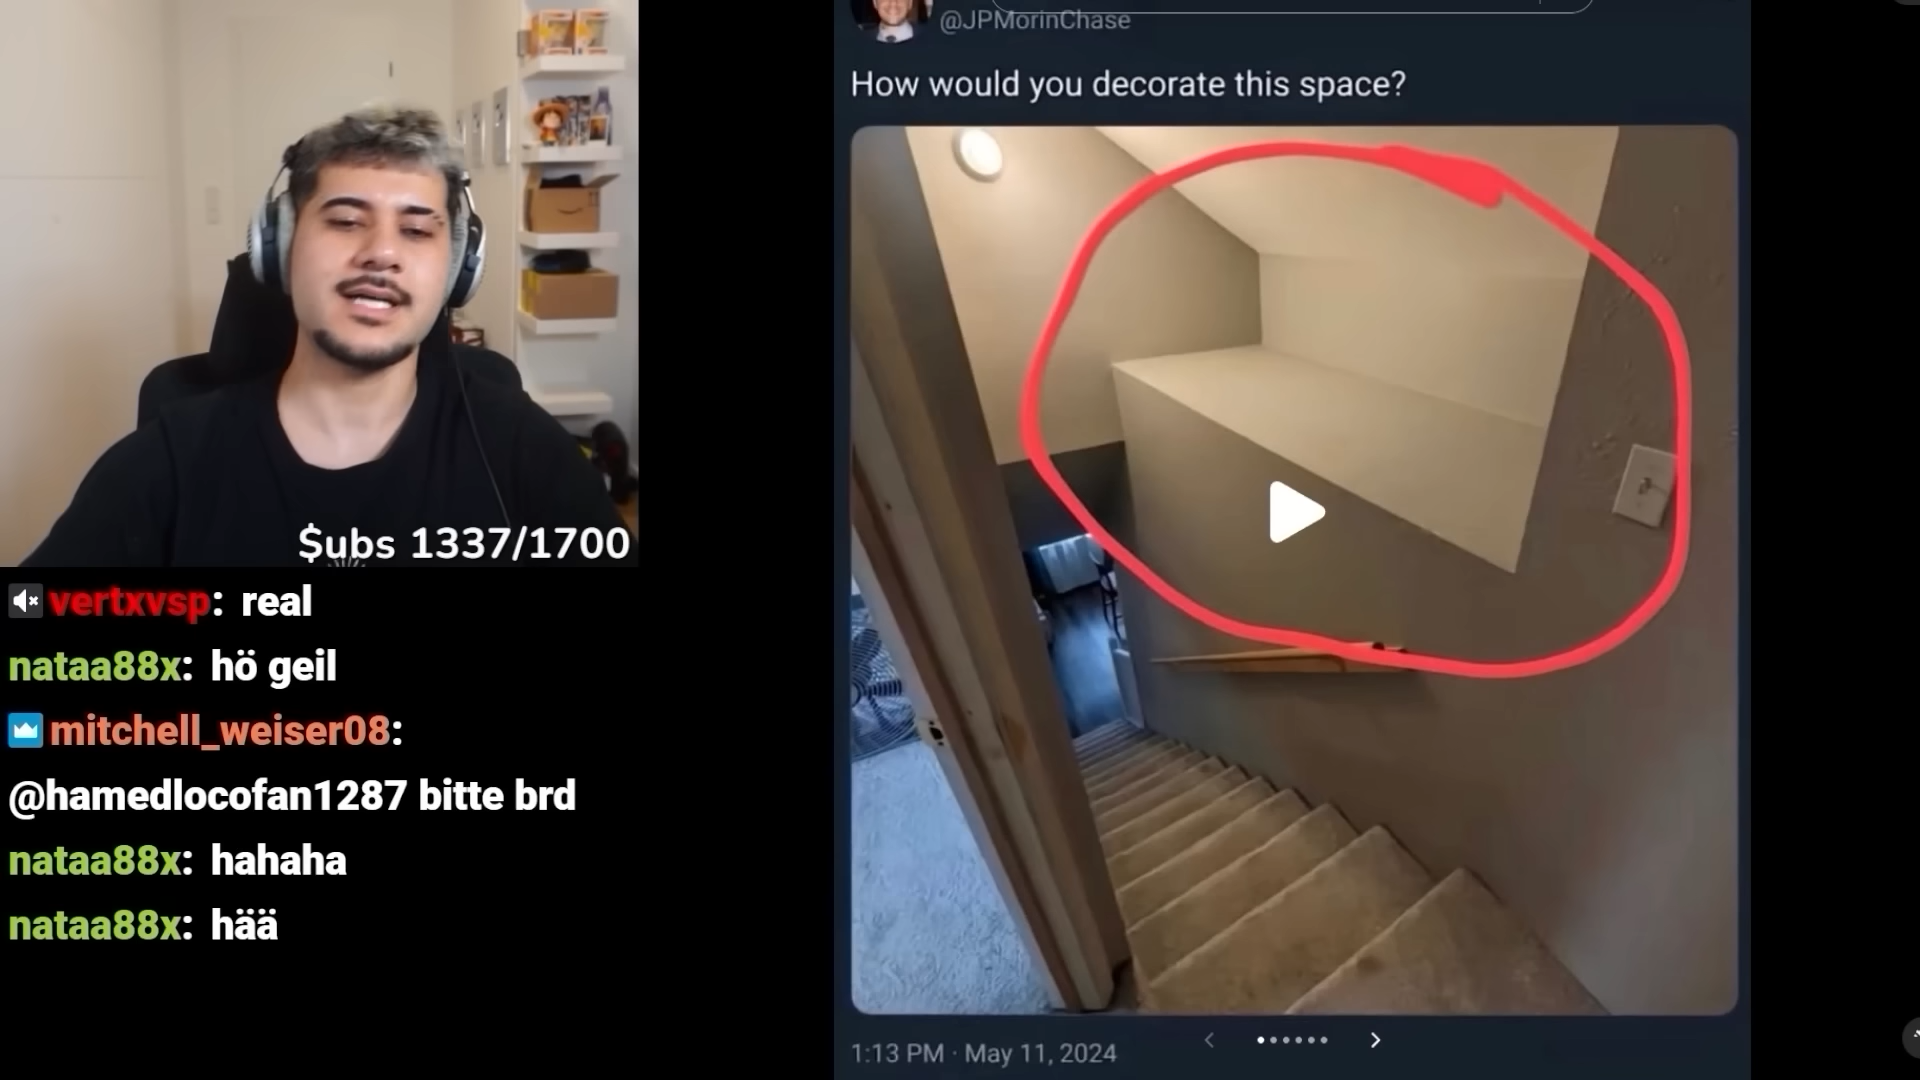 $ubs 1337/1700
vertxvsp: real
nataa88x: hö geil
mitchell_weiser08:
@hamedlocofan1287 bitte brd
nataa88x: hahaha
nataa88x: hää
@JPMorinChase
How would you decorate this space?
1:13 PM · May 11, 2024